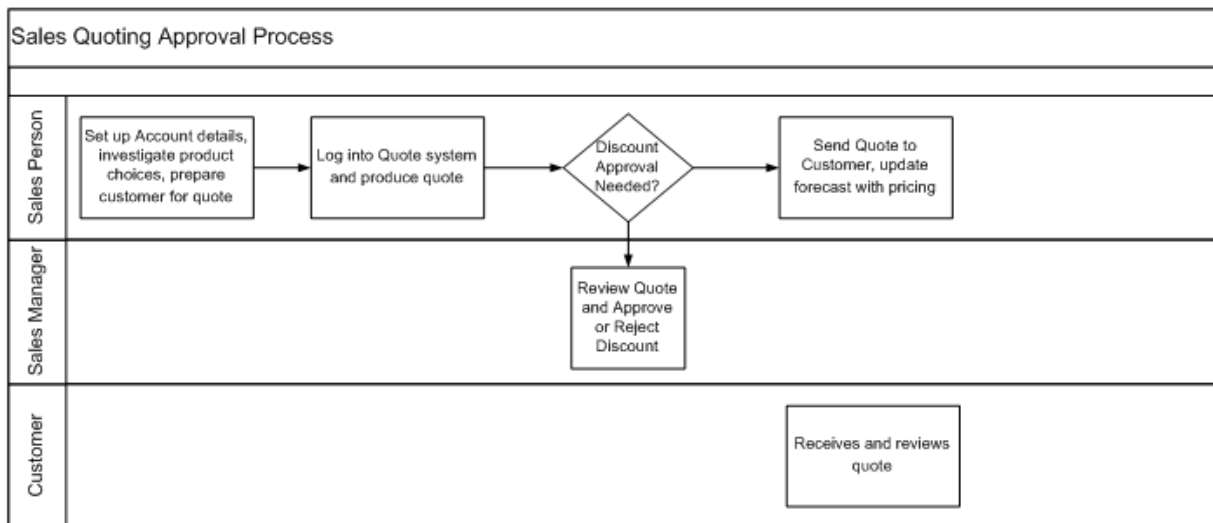 Sales Quoting Approval Process
Sales Person
Set up Account details,
investigate product
choices, prepare
customer for quote
Log into Quote system
and produce quote
Discount
Approval
Needed?
Send Quote to
Customer, update
forecast with pricing
Sales Manager
Review Quote
and Approve
or Reject
Discount
Customer
Receives and reviews
quote